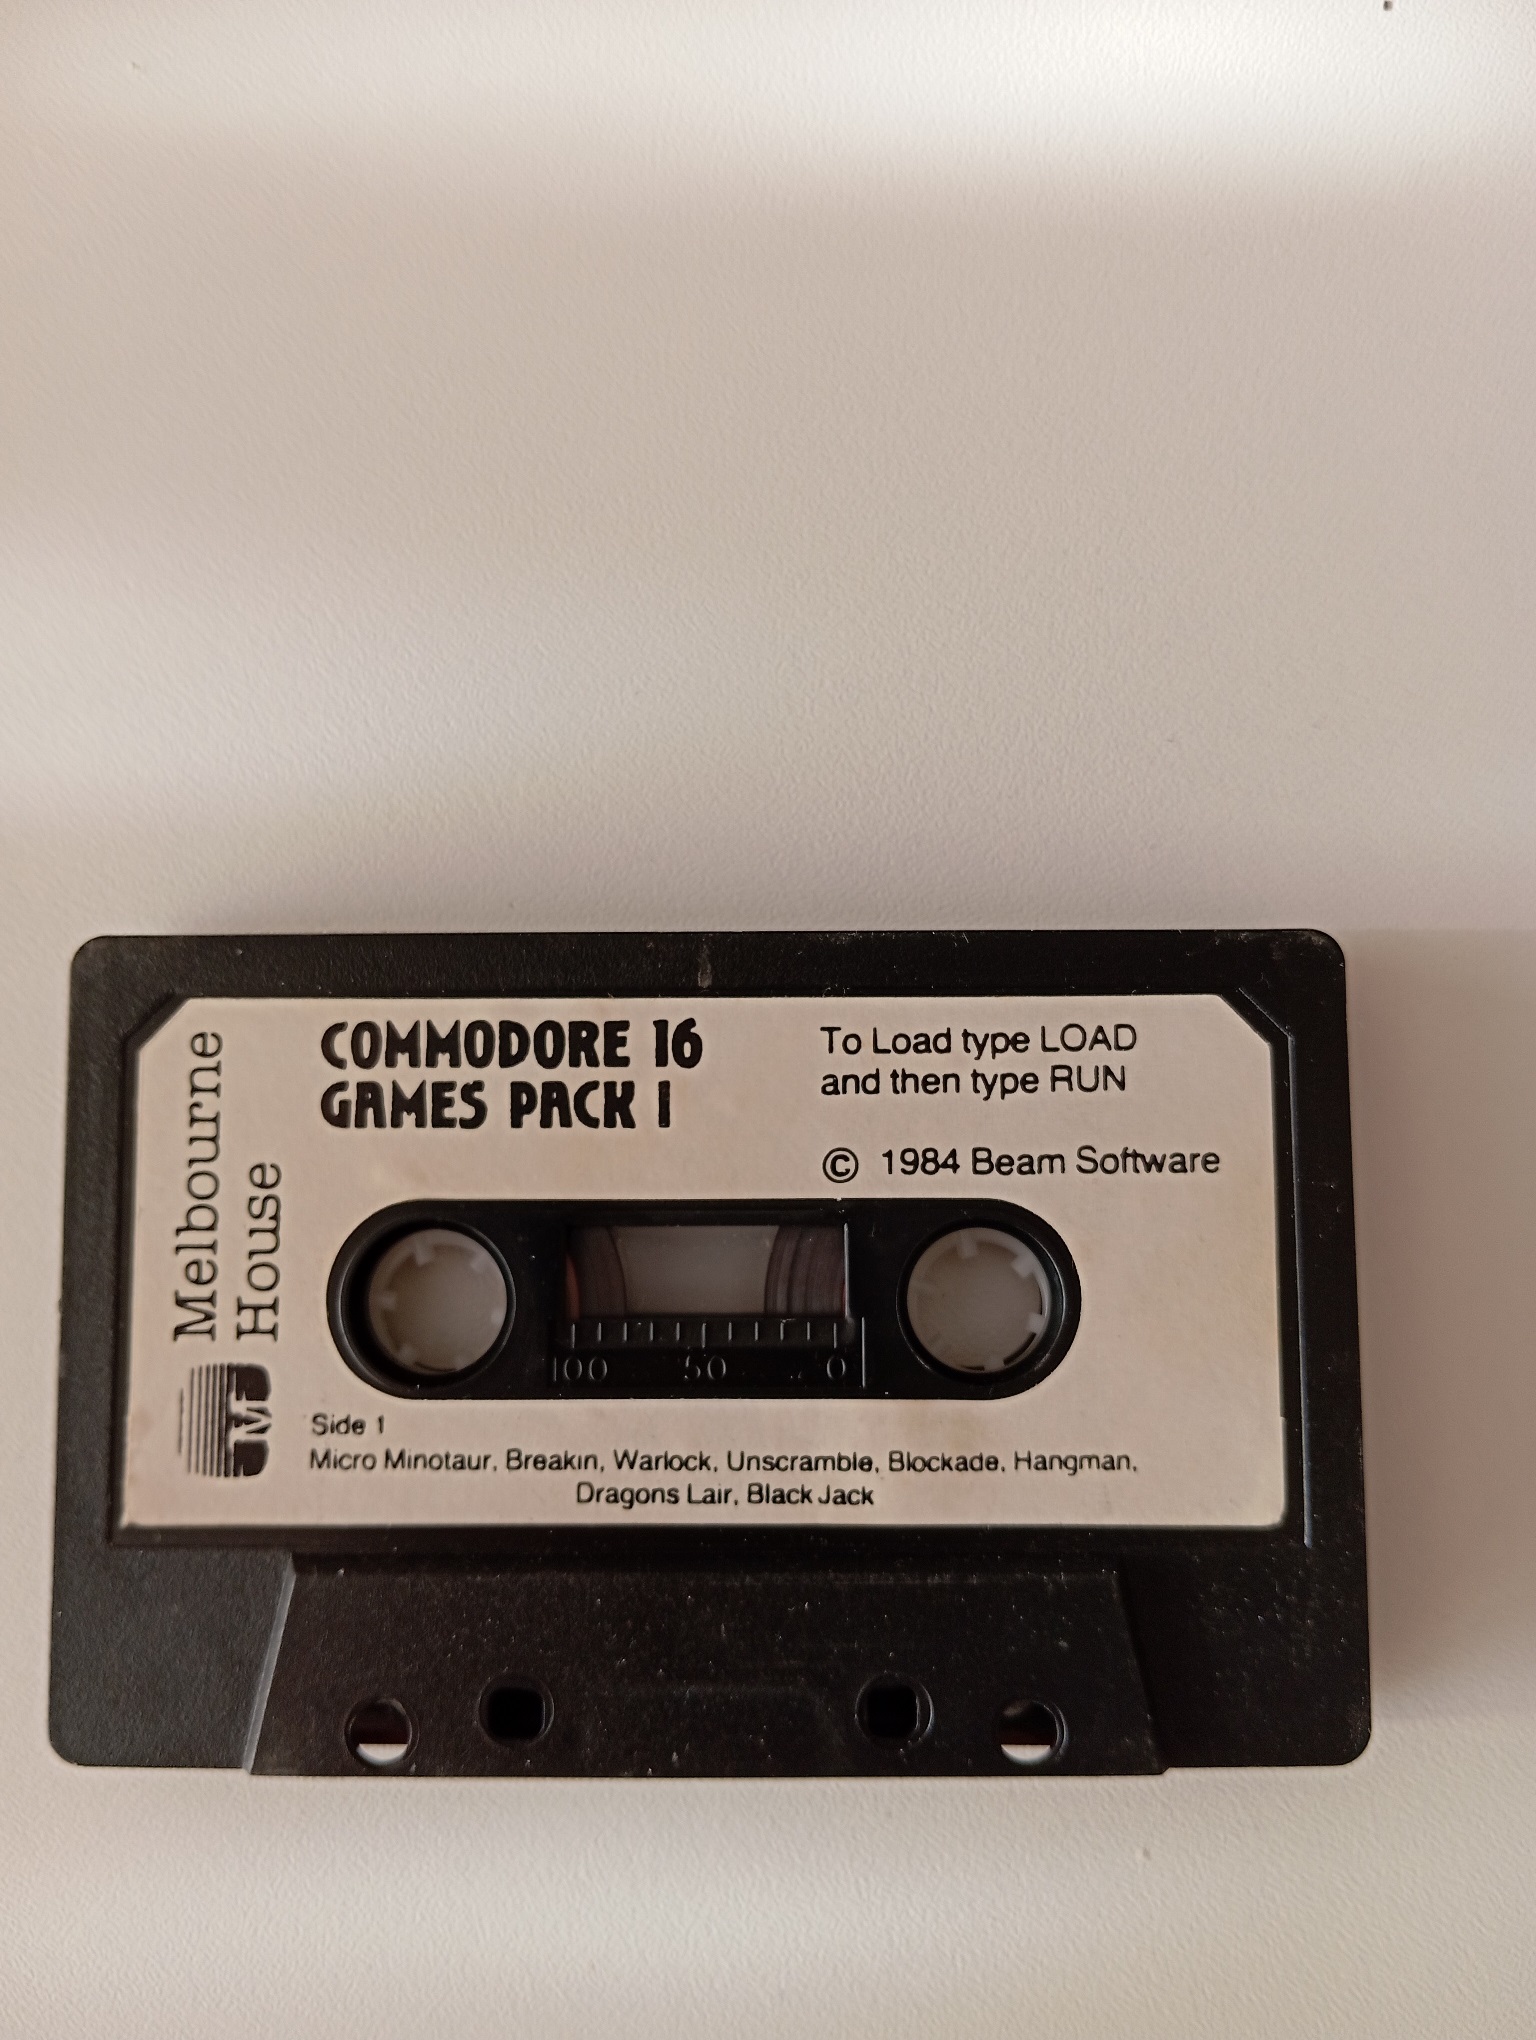 Melbourne
House
COMMODORE 16
GAMES PACK 1
To Load type LOAD
and then type RUN
© 1984 Beam Software
100 50 0
Side 1
Micro Minotaur, Breakin, Warlock, Unscramble, Blockade, Hangman,
Dragons Lair, Black Jack